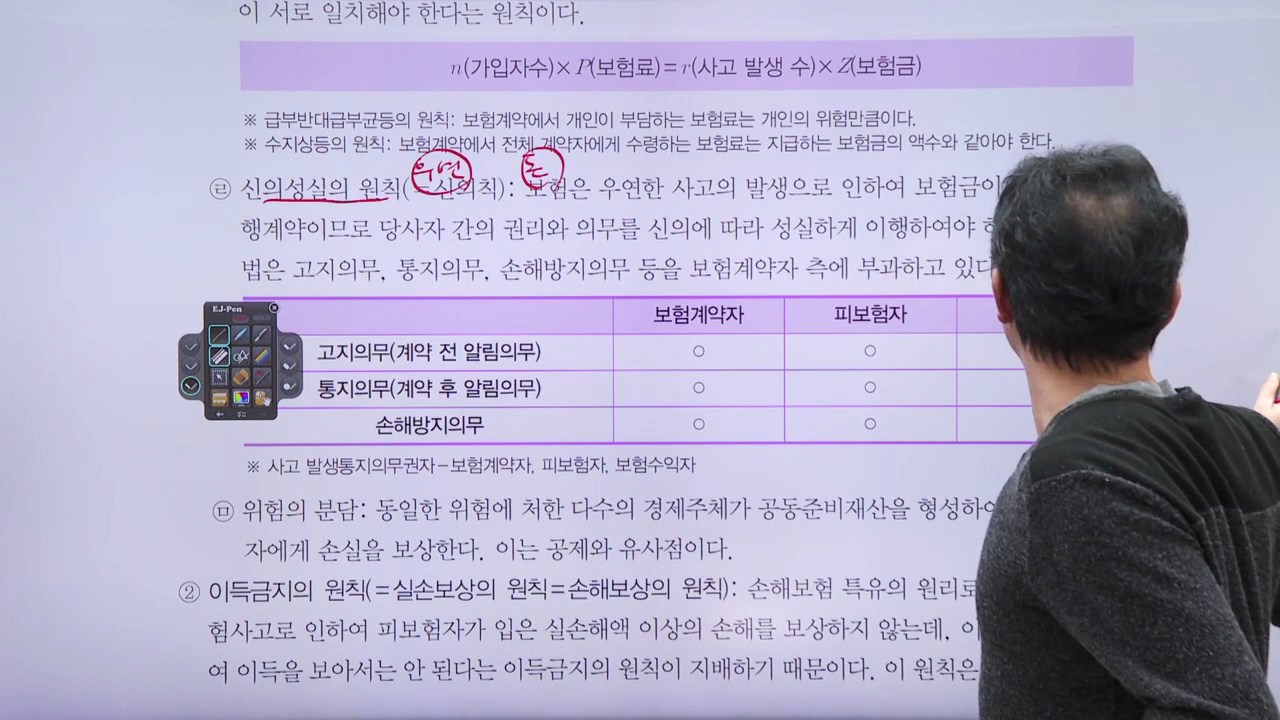 이 서로 일치해야 한다는 원칙이다.
n(가입자수)×P(보험료)=r(사고 발생 수)×Z(보험금)
※ 급부반대급부균등의 원칙: 보험계약에서 개인이 부담하는 보험료는 개인의 위험만큼이다.
※ 수지상등의 원칙: 보험계약에서 전체 계약자에게 수령하는 보험료는 지급하는 보험금의 액수와 같아야 한다.
우연 돈
㉣ 신의성실의 원칙(=신의칙): 보험은 우연한 사고의 발생으로 인하여 보험금이
행계약이므로 당사자 간의 권리와 의무를 신의에 따라 성실하게 이행하여야
법은 고지의무, 통지의무, 손해방지의무 등을 보험계약자 측에 부과하고 있다
보험계약자 피보험자
EJ-Pen
고지의무(계약 전 알림의무) ○ ○
통지의무(계약 후 알림의무) ○ ○
손해방지의무 ○ ○
※ 사고 발생통지의무권자-보험계약자, 피보험자, 보험수익자
㉤ 위험의 분담: 동일한 위험에 처한 다수의 경제주체가 공동준비재산을 형성하여
자에게 손실을 보상한다. 이는 공제와 유사점이다.
② 이득금지의 원칙(=실손보상의 원칙=손해보상의 원칙): 손해보험 특유의 원리로
험사고로 인하여 피보험자가 입은 실손해액 이상의 손해를 보상하지 않는데,
여 이득을 보아서는 안 된다는 이득금지의 원칙이 지배하기 때문이다. 이 원칙은